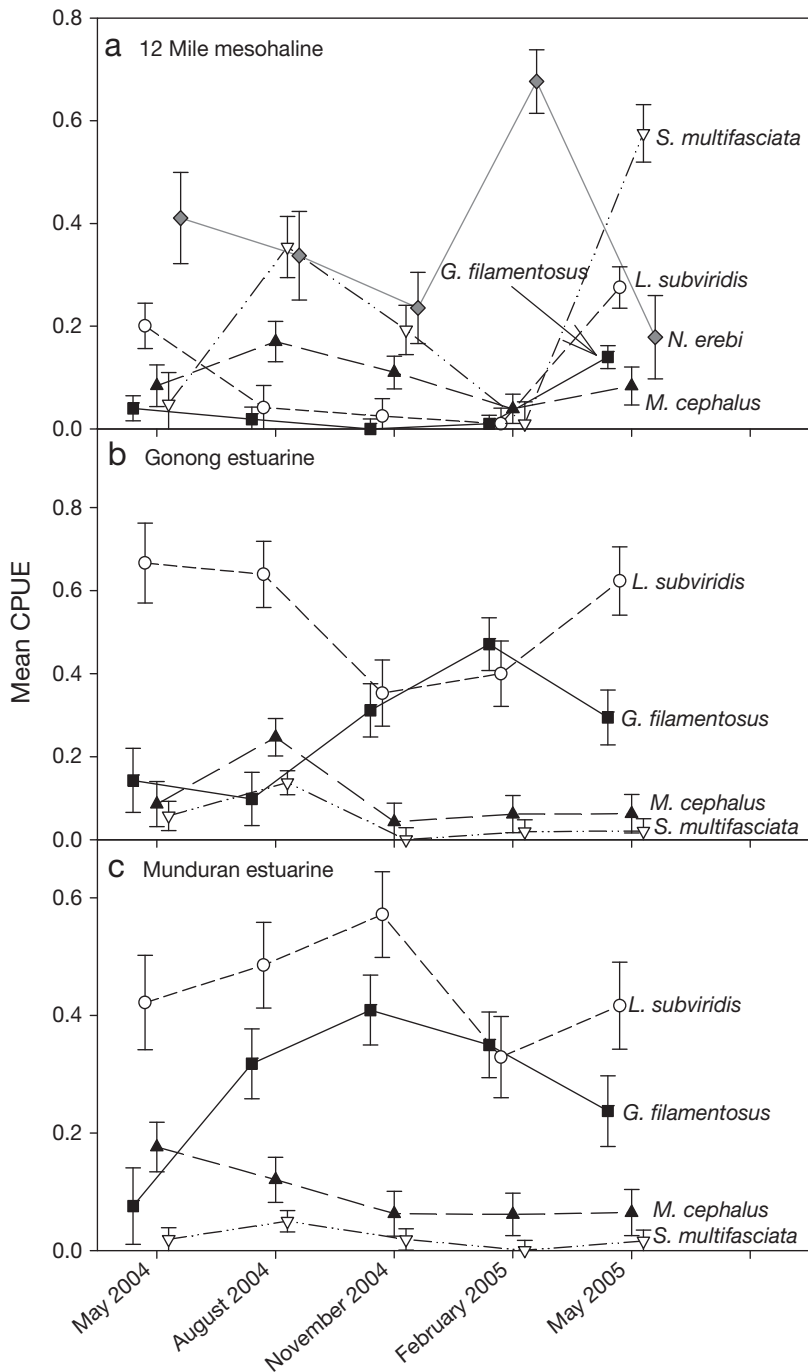 0.8
a 12 Mile mesohaline
0.6
S. multifasciata
0.4
G. filamentosus
L. subviridis
N. erebi
0.2
M. cephalus
0.0
b Gonong estuarine
0.8
0.6
L. subviridis
0.4
G. filamentosus
0.2
M. cephalus
S. multifasciata
0.0
Mean CPUE
c Munduran estuarine
0.6
L. subviridis
0.4
G. filamentosus
0.2
M. cephalus
S. multifasciata
0.0
May 2004
August 2004
November 2004
February 2005
May 2005